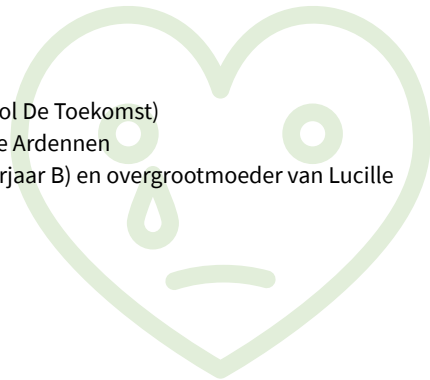 ol De Toekomst)
e Ardennen
rjaar B) en overgrootmoeder van Lucille